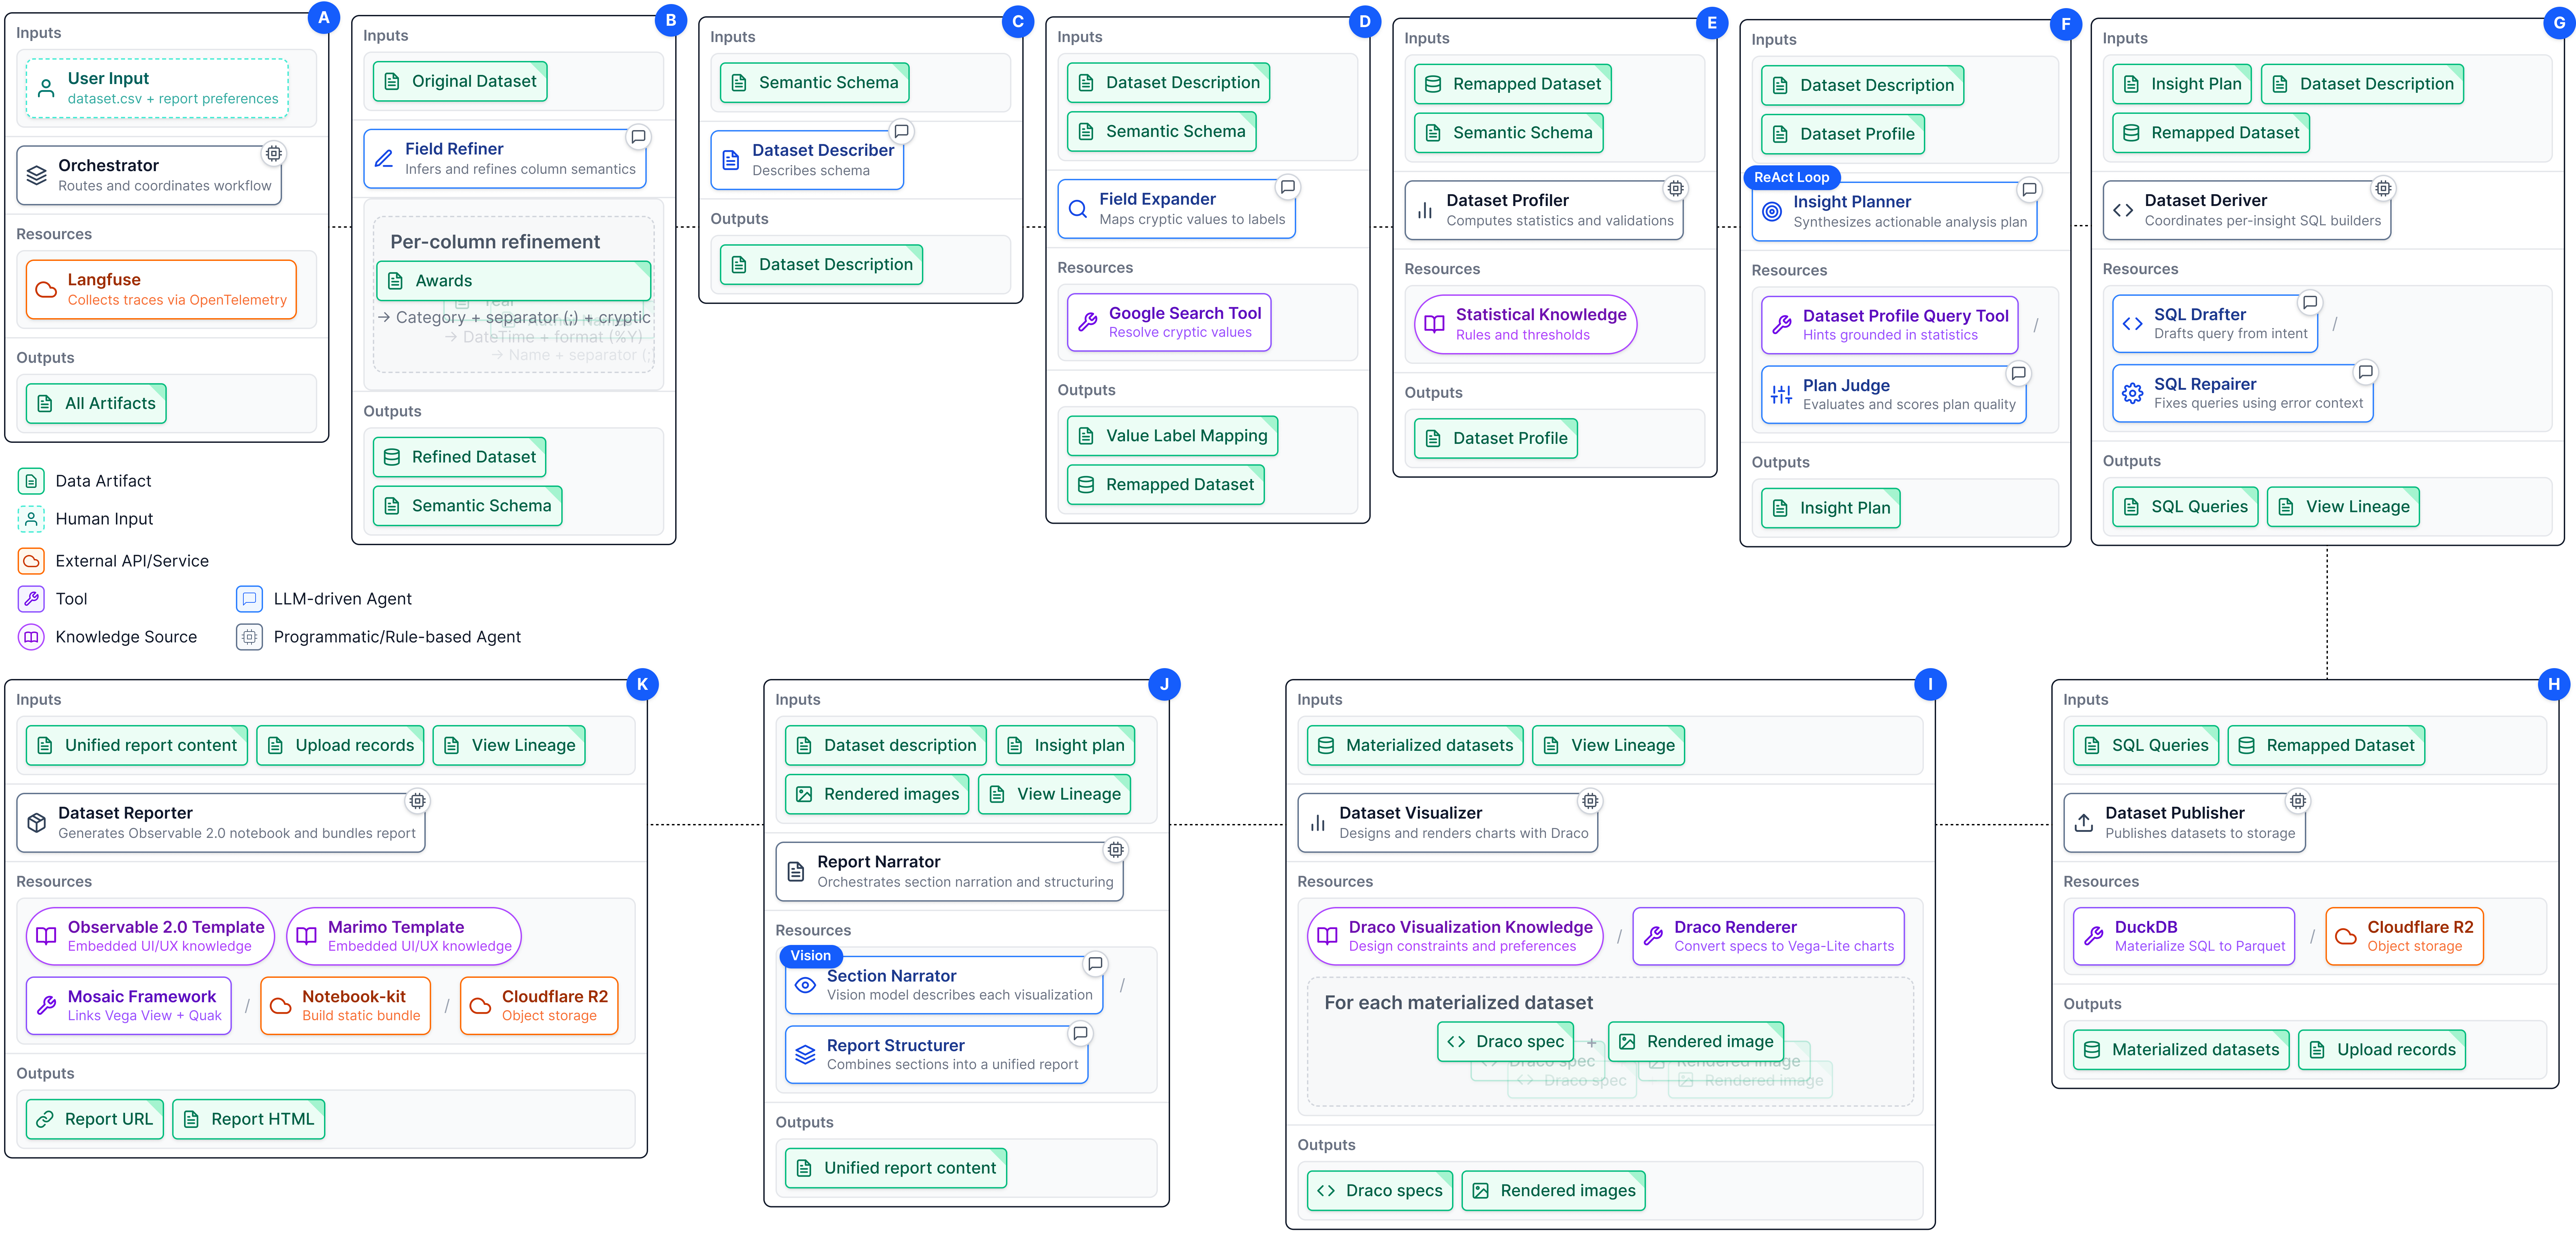 A
Inputs
User Input
dataset.csv + report preferences
Orchestrator
Routes and coordinates workflow
Resources
Langfuse
Collects traces via OpenTelemetry
Outputs
All Artifacts
B
Inputs
Original Dataset
Field Refiner
Infers and refines column semantics
Per-column refinement
Awards
Year
→ Category + separator (;) + cryptic
→ DateTime + format (%Y)
→ Name + separator (;
Outputs
Refined Dataset
Semantic Schema
C
Inputs
Semantic Schema
Dataset Describer
Describes schema
Outputs
Dataset Description
D
Inputs
Dataset Description
Semantic Schema
Field Expander
Maps cryptic values to labels
Resources
Google Search Tool
Resolve cryptic values
Outputs
Value Label Mapping
Remapped Dataset
E
Inputs
Remapped Dataset
Semantic Schema
Dataset Profiler
Computes statistics and validations
Resources
Statistical Knowledge
Rules and thresholds
Outputs
Dataset Profile
F
Inputs
Dataset Description
Dataset Profile
ReAct Loop
Insight Planner
Synthesizes actionable analysis plan
Resources
Dataset Profile Query Tool /
Hints grounded in statistics
Plan Judge
Evaluates and scores plan quality
Outputs
Insight Plan
G
Inputs
Insight Plan Dataset Description
Remapped Dataset
Dataset Deriver
Coordinates per-insight SQL builders
Resources
SQL Drafter /
Drafts query from intent
SQL Repairer
Fixes queries using error context
Outputs
SQL Queries View Lineage
Data Artifact
Human Input
External API/Service
Tool
Knowledge Source
LLM-driven Agent
Programmatic/Rule-based Agent
K
Inputs
Unified report content Upload records View Lineage
Dataset Reporter
Generates Observable 2.0 notebook and bundles report
Resources
Observable 2.0 Template
Embedded UI/UX knowledge
Marimo Template
Embedded UI/UX knowledge
Mosaic Framework /
Links Vega View + Quak
Notebook-kit /
Build static bundle
Cloudflare R2
Object storage
Outputs
Report URL Report HTML
J
Inputs
Dataset description Insight plan
Rendered images View Lineage
Report Narrator
Orchestrates section narration and structuring
Resources
Vision
Section Narrator /
Vision model describes each visualization
Report Structurer
Combines sections into a unified report
Outputs
Unified report content
I
Inputs
Materialized datasets View Lineage
Dataset Visualizer
Designs and renders charts with Draco
Resources
Draco Visualization Knowledge /
Design constraints and preferences
Draco Renderer
Convert specs to Vega-Lite charts
For each materialized dataset
Draco spec + Rendered image
Draco spec Rendered image
Draco spec Rendered image
Outputs
Draco specs Rendered images
H
Inputs
SQL Queries Remapped Dataset
Dataset Publisher
Publishes datasets to storage
Resources
DuckDB /
Materialize SQL to Parquet
Cloudflare R2
Object storage
Outputs
Materialized datasets Upload records